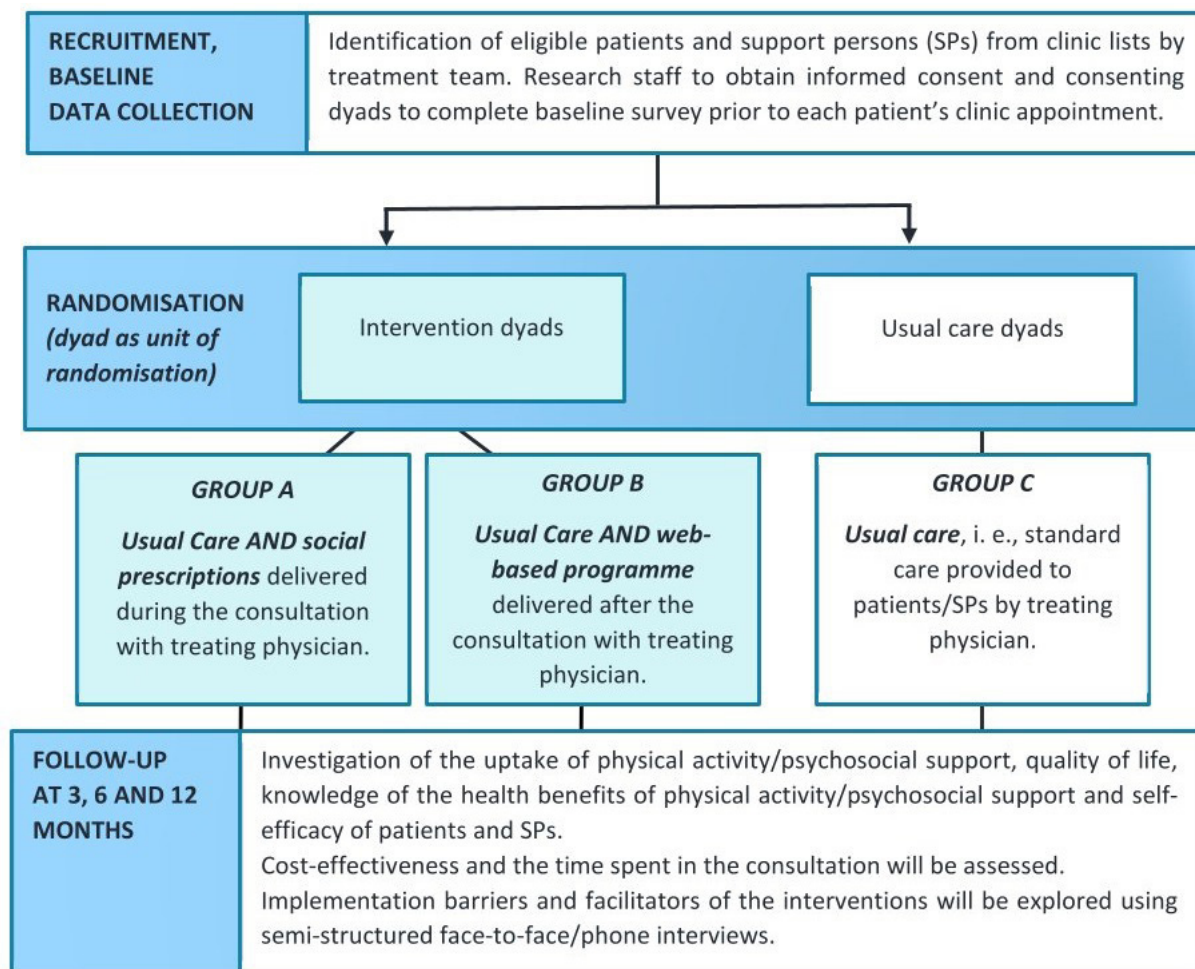 RECRUITMENT,
BASELINE
DATA COLLECTION
Identification of eligible patients and support persons (SPs) from clinic lists by
treatment team. Research staff to obtain informed consent and consenting
dyads to complete baseline survey prior to each patient’s clinic appointment.
RANDOMISATION
(dyad as unit of
randomisation)
Intervention dyads
Usual care dyads
GROUP A
Usual Care AND social
prescriptions delivered
during the consultation
with treating physician.
GROUP B
Usual Care AND web-
based programme
delivered after the
consultation with treating
physician.
GROUP C
Usual care, i. e., standard
care provided to
patients/SPs by treating
physician.
FOLLOW-UP
AT 3, 6 AND 12
MONTHS
Investigation of the uptake of physical activity/psychosocial support, quality of life,
knowledge of the health benefits of physical activity/psychosocial support and self-
efficacy of patients and SPs.
Cost-effectiveness and the time spent in the consultation will be assessed.
Implementation barriers and facilitators of the interventions will be explored using
semi-structured face-to-face/phone interviews.